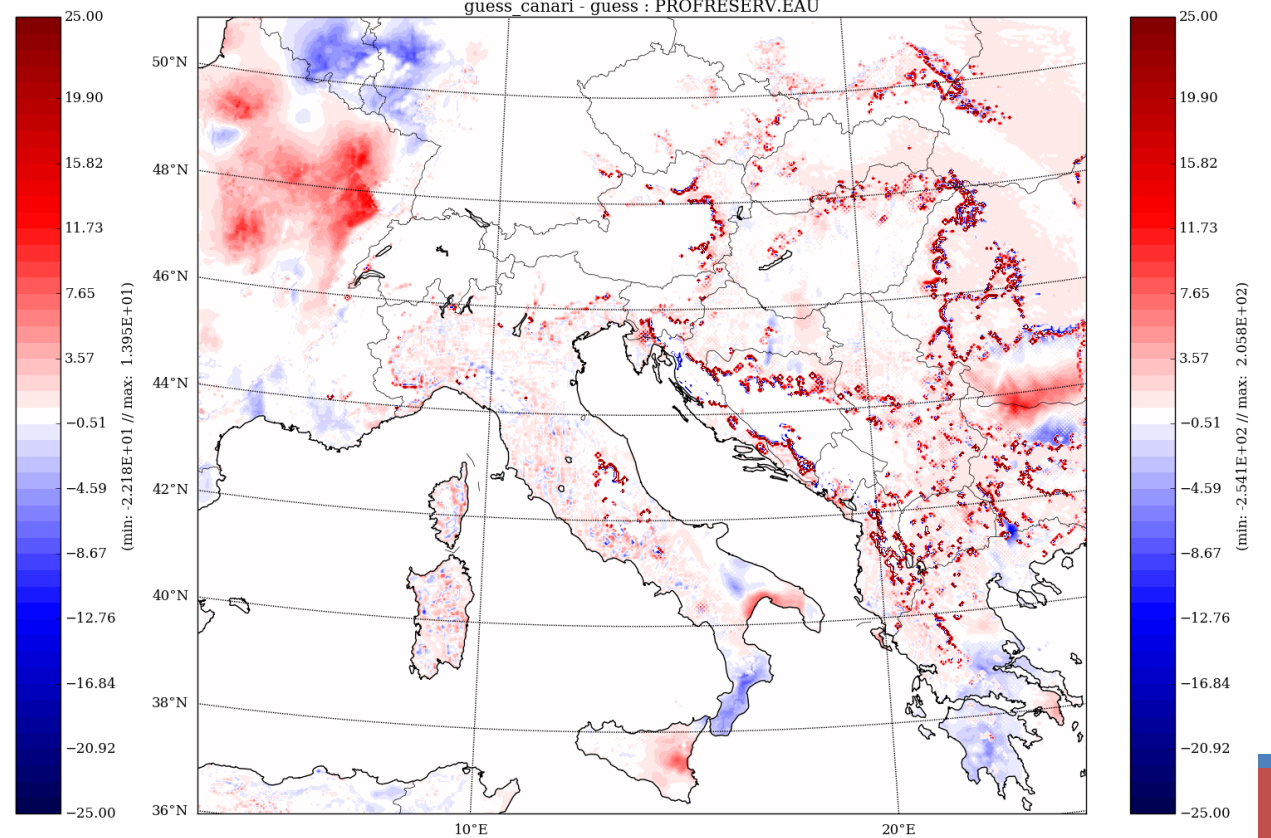 guess_canari - guess : PROFRESERV.EAU
25.00
19.90
15.82
11.73
7.65
3.57
−0.51
−4.59
−8.67
−12.76
−16.84
−20.92
−25.00
(min: -2.218E+01 // max: 1.395E+01)
50°N
48°N
46°N
44°N
42°N
40°N
38°N
36°N
10°E
20°E
25.00
19.90
15.82
11.73
7.65
3.57
−0.51
−4.59
−8.67
−12.76
−16.84
−20.92
−25.00
(min: -2.541E+02 // max: 2.058E+02)